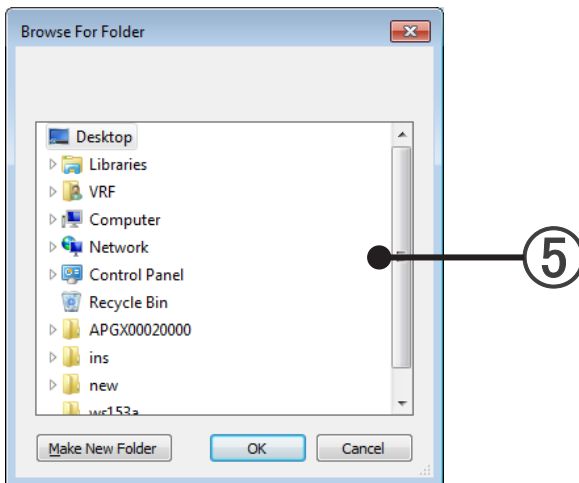 Browse For Folder
Desktop
Libraries
VRF
Computer
Network
Control Panel
Recycle Bin
APGX00020000
ins
new
ws153a
Make New Folder OK Cancel
⑤